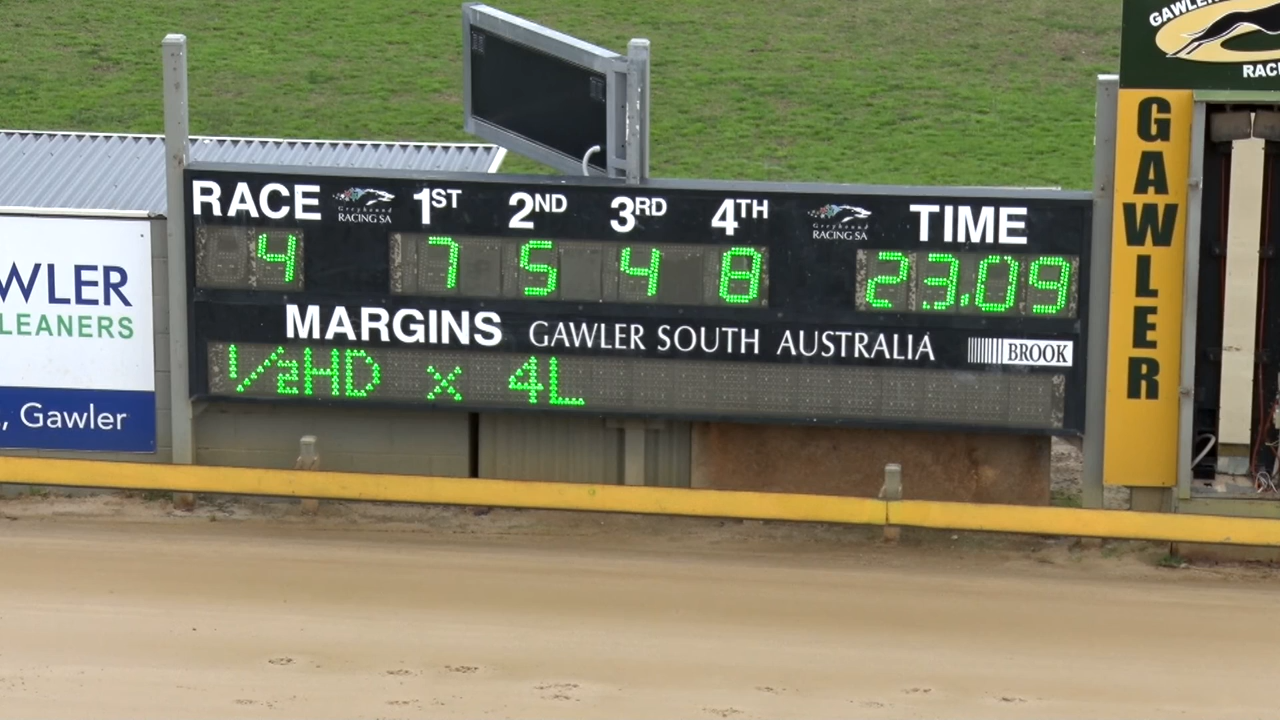 GAWLER
RACI
RACE 1ST 2ND 3RD 4TH TIME
Greyhound RACING SA
Greyhound RACING SA
4 7 5 4 8 23.09
MARGINS GAWLER SOUTH AUSTRALIA BROOK
1/2HD x 4L
WLER
LEANERS
, Gawler
GAWLER